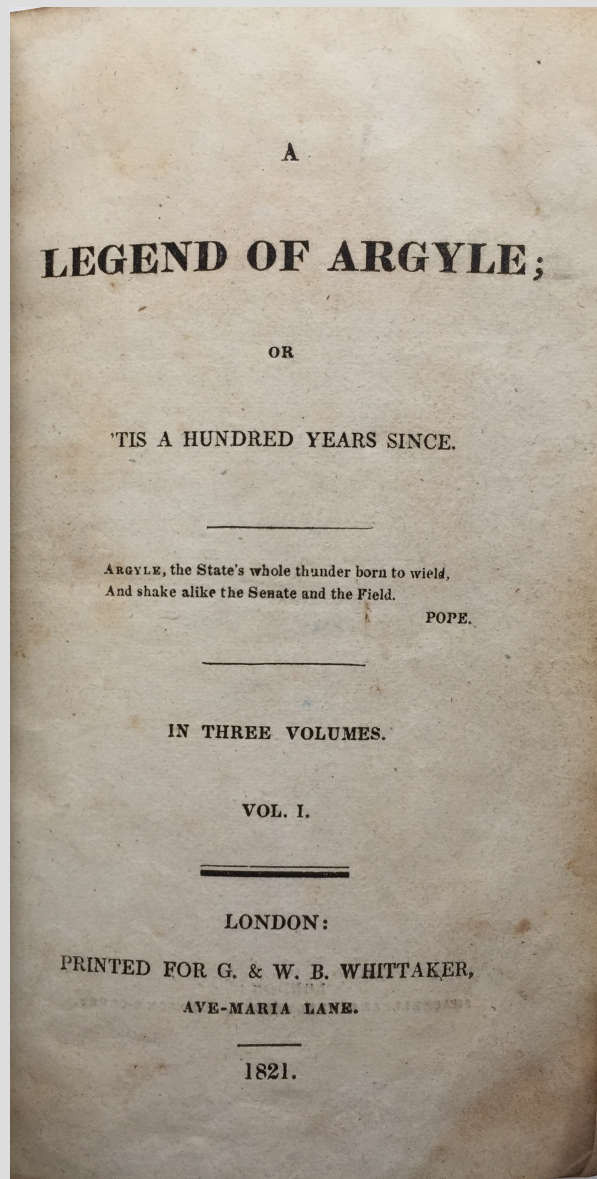 A
LEGEND OF ARGYLE;
OR
'TIS A HUNDRED YEARS SINCE.
ARGYLE, the State's whole thunder born to wield,
And shake alike the Senate and the Field.
POPE.
IN THREE VOLUMES.
VOL. I.
LONDON:
PRINTED FOR G. & W. B. WHITTAKER,
AVE-MARIA LANE.
1821.